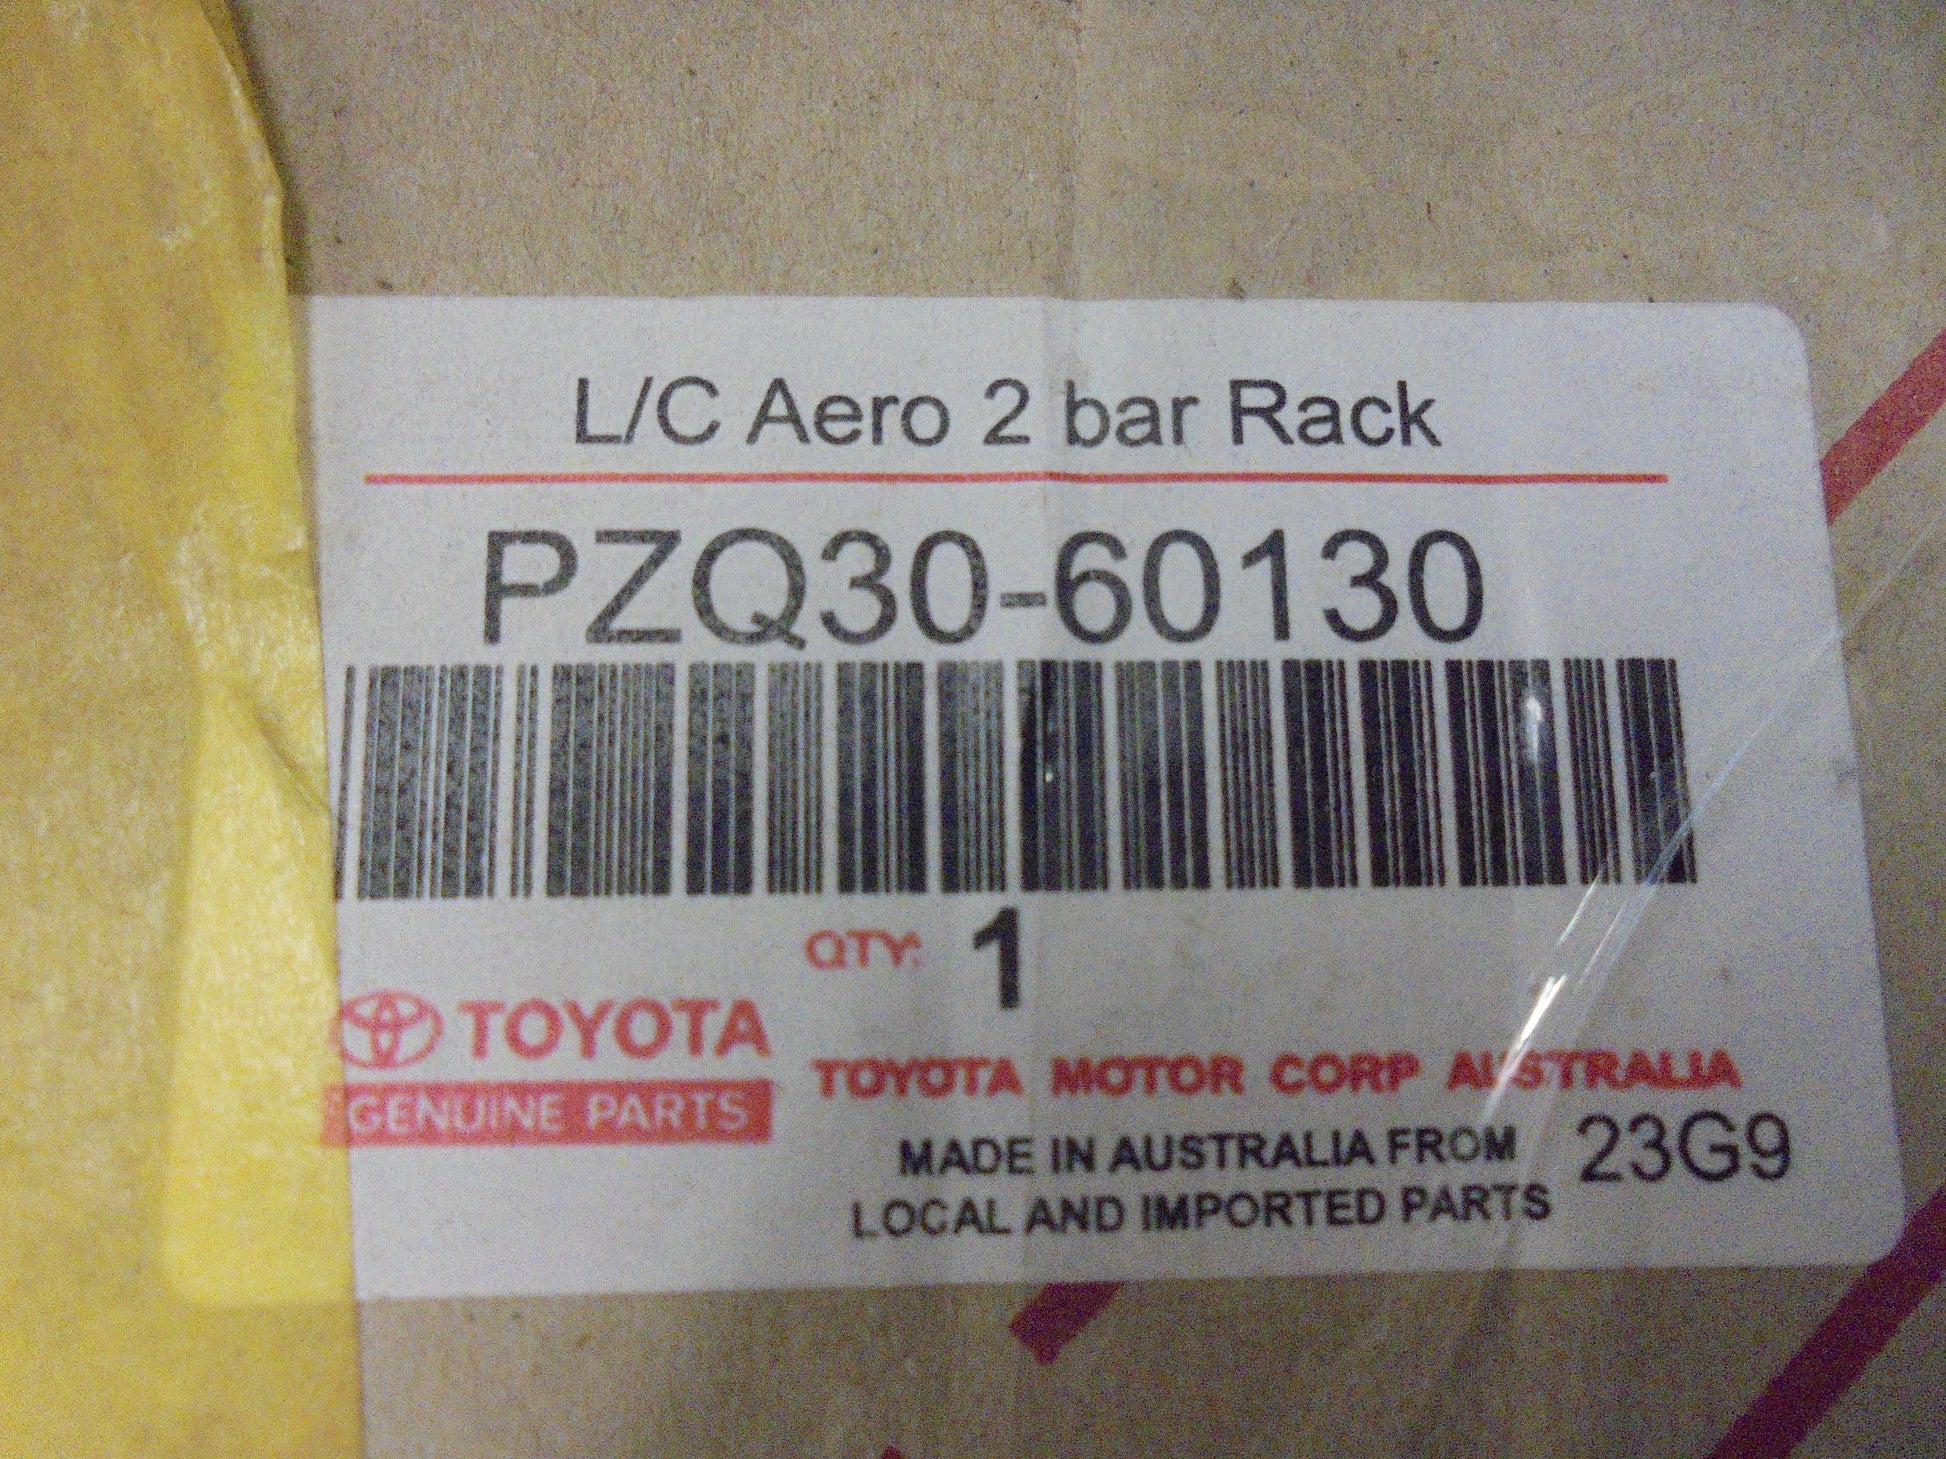 L/C Aero 2 bar Rack
PZQ30-60130
QTY: 1
TOYOTA
GENUINE PARTS
TOYOTA MOTOR CORP AUSTRALIA
MADE IN AUSTRALIA FROM
LOCAL AND IMPORTED PARTS
23G9